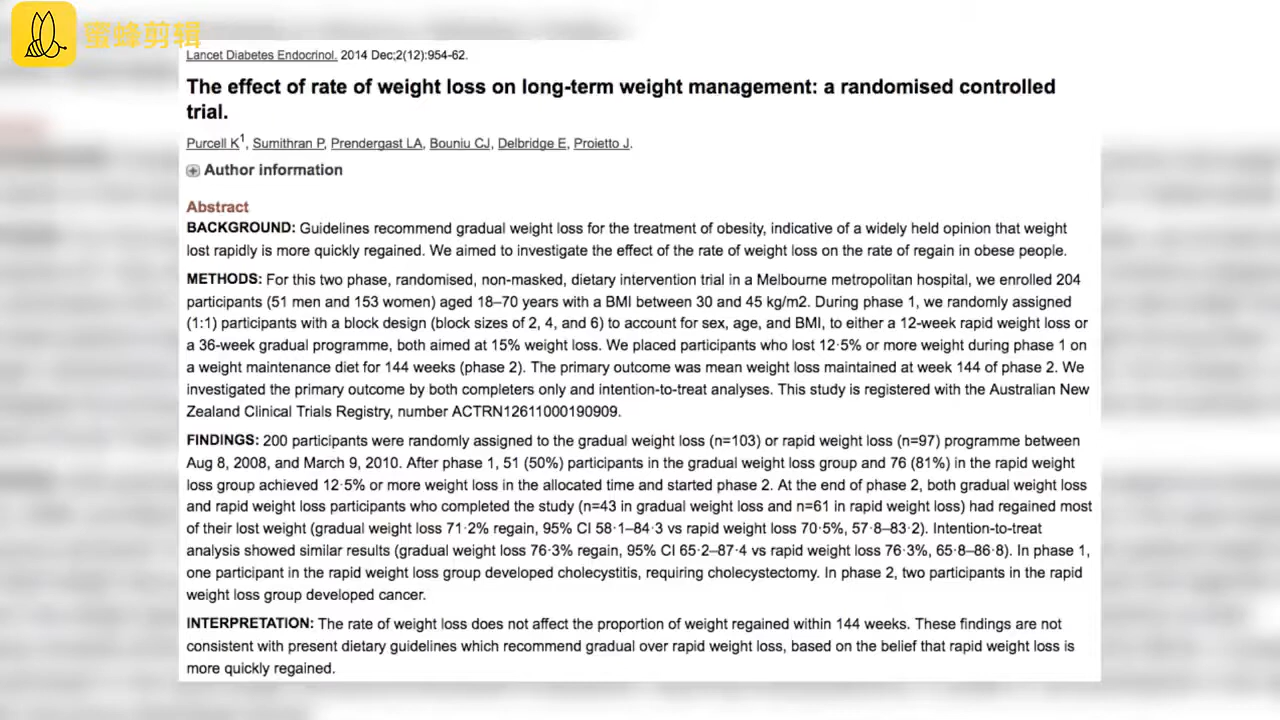 蜜蜂剪辑
Lancet Diabetes Endocrinol. 2014 Dec;2(12):954-62.
The effect of rate of weight loss on long-term weight management: a randomised controlled
trial.
Purcell K1, Sumithran P, Prendergast LA, Bouniu CJ, Delbridge E, Proietto J.
Author information
Abstract
BACKGROUND: Guidelines recommend gradual weight loss for the treatment of obesity, indicative of a widely held opinion that weight
lost rapidly is more quickly regained. We aimed to investigate the effect of the rate of weight loss on the rate of regain in obese people.
METHODS: For this two phase, randomised, non-masked, dietary intervention trial in a Melbourne metropolitan hospital, we enrolled 204
participants (51 men and 153 women) aged 18–70 years with a BMI between 30 and 45 kg/m2. During phase 1, we randomly assigned
(1:1) participants with a block design (block sizes of 2, 4, and 6) to account for sex, age, and BMI, to either a 12-week rapid weight loss or
a 36-week gradual programme, both aimed at 15% weight loss. We placed participants who lost 12·5% or more weight during phase 1 on
a weight maintenance diet for 144 weeks (phase 2). The primary outcome was mean weight loss maintained at week 144 of phase 2. We
investigated the primary outcome by both completers only and intention-to-treat analyses. This study is registered with the Australian New
Zealand Clinical Trials Registry, number ACTRN12611000190909.
FINDINGS: 200 participants were randomly assigned to the gradual weight loss (n=103) or rapid weight loss (n=97) programme between
Aug 8, 2008, and March 9, 2010. After phase 1, 51 (50%) participants in the gradual weight loss group and 76 (81%) in the rapid weight
loss group achieved 12·5% or more weight loss in the allocated time and started phase 2. At the end of phase 2, both gradual weight loss
and rapid weight loss participants who completed the study (n=43 in gradual weight loss and n=61 in rapid weight loss) had regained most
of their lost weight (gradual weight loss 71·2% regain, 95% CI 58·1–84·3 vs rapid weight loss 70·5%, 57·8–83·2). Intention-to-treat
analysis showed similar results (gradual weight loss 76·3% regain, 95% CI 65·2–87·4 vs rapid weight loss 76·3%, 65·8–86·8). In phase 1,
one participant in the rapid weight loss group developed cholecystitis, requiring cholecystectomy. In phase 2, two participants in the rapid
weight loss group developed cancer.
INTERPRETATION: The rate of weight loss does not affect the proportion of weight regained within 144 weeks. These findings are not
consistent with present dietary guidelines which recommend gradual over rapid weight loss, based on the belief that rapid weight loss is
more quickly regained.